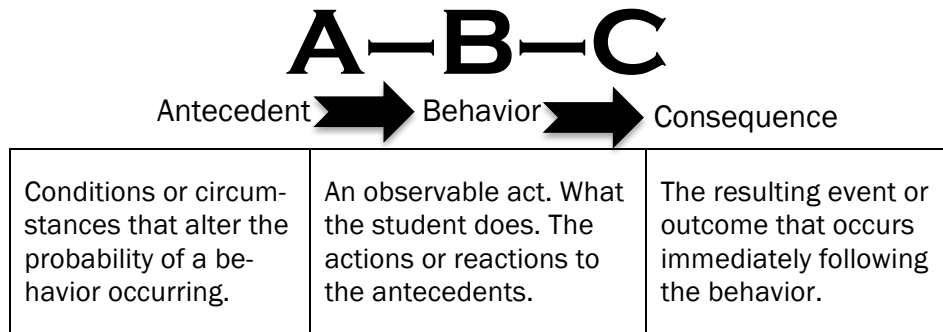 A—B—C
Antecedent Behavior Consequence
Conditions or circum-
stances that alter the
probability of a be-
havior occurring.
An observable act. What
the student does. The
actions or reactions to
the antecedents.
The resulting event or
outcome that occurs
immediately following
the behavior.